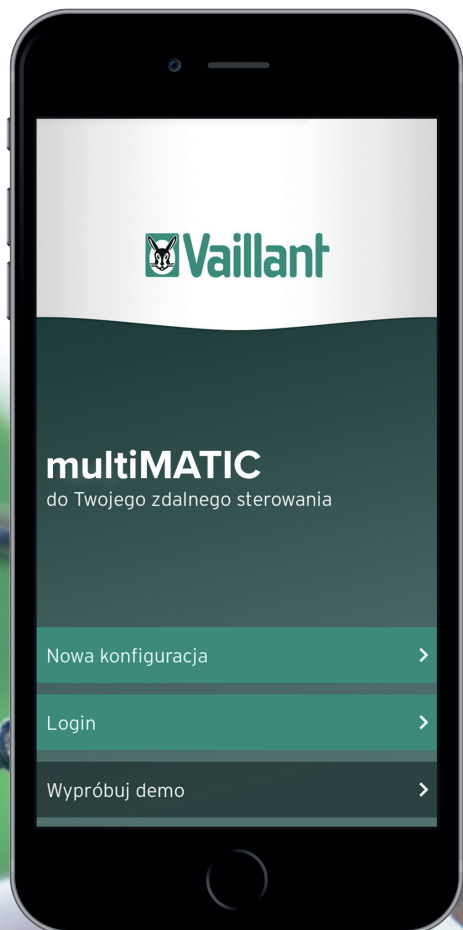 Vaillant
multiMATIC
do Twojego zdalnego sterowania
Nowa konfiguracja
Login
Wypróbuj demo